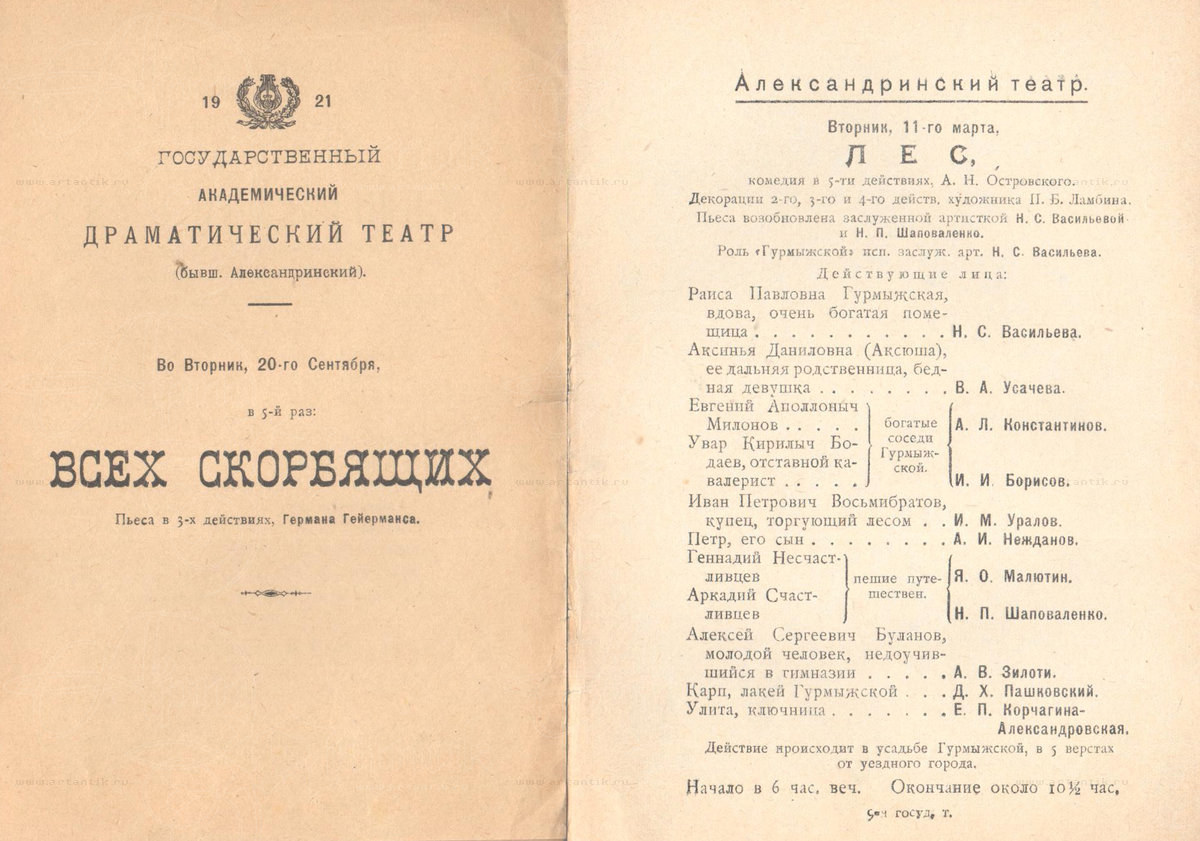 19 21
ГОСУДАРСТВЕННЫЙ
АКАДЕМИЧЕСКИЙ
ДРАМАТИЧЕСКИЙ ТЕАТР
(бывш. Александринский).
Во Вторник, 20-го Сентября,
в 5-й раз:
ВСЕХ СКОРБЯЩИХ
Пьеса в 3-х действиях, Германа Гейерманса.
Александринский театр.
Вторник, 11-го марта,
ЛЕС,
комедия в 5-ти действиях, А. Н. Островского.
Декорации 2-го, 3-го и 4-го действ. художника П. Б. Ламбина.
Пьеса возобновлена заслуженной артисткой Н. С. Васильевой
и Н. П. Шаповаленко.
Роль «Гурмыжской» исп. заслуж. арт. Н. С. Васильева.
Действующие лица:
Раиса Павловна Гурмыжская,
вдова, очень богатая поме-
щица . . . . . . . . . . . Н. С. Васильева.
Аксинья Даниловна (Аксюша),
ее дальняя родственница, бед-
ная девушка . . . . . . . . В. А. Усачева.
Евгений Аполлоныч
Милонов . . . . . А. Л. Константинов.
Увар Кирилыч Бо-
даев, отставной ка-
валерист . . . . . И. И. Борисов.
богатые
соседи
Гурмыж-
ской.
Иван Петрович Восьмибратов,
купец, торгующий лесом . . И. М. Уралов.
Петр, его сын . . . . . . . . А. И. Нежданов.
Геннадий Несчаст-
ливцев Я. О. Малютин.
Аркадий Счаст-
ливцев Н. П. Шаповаленко.
пешие путе-
шествен.
Алексей Сергеевич Буланов,
молодой человек, недоучив-
шийся в гимназии . . . . . А. В. Зилоти.
Карп, лакей Гурмыжской . . . Д. Х. Пашковский.
Улита, ключница . . . . . . . Е. П. Корчагина-
Александровская.
Действие происходит в усадьбе Гурмыжской, в 5 верстах
от уездного города.
Начало в 6 час. веч. Окончание около 10½ час.
госуд. т.
www.artantik.ru